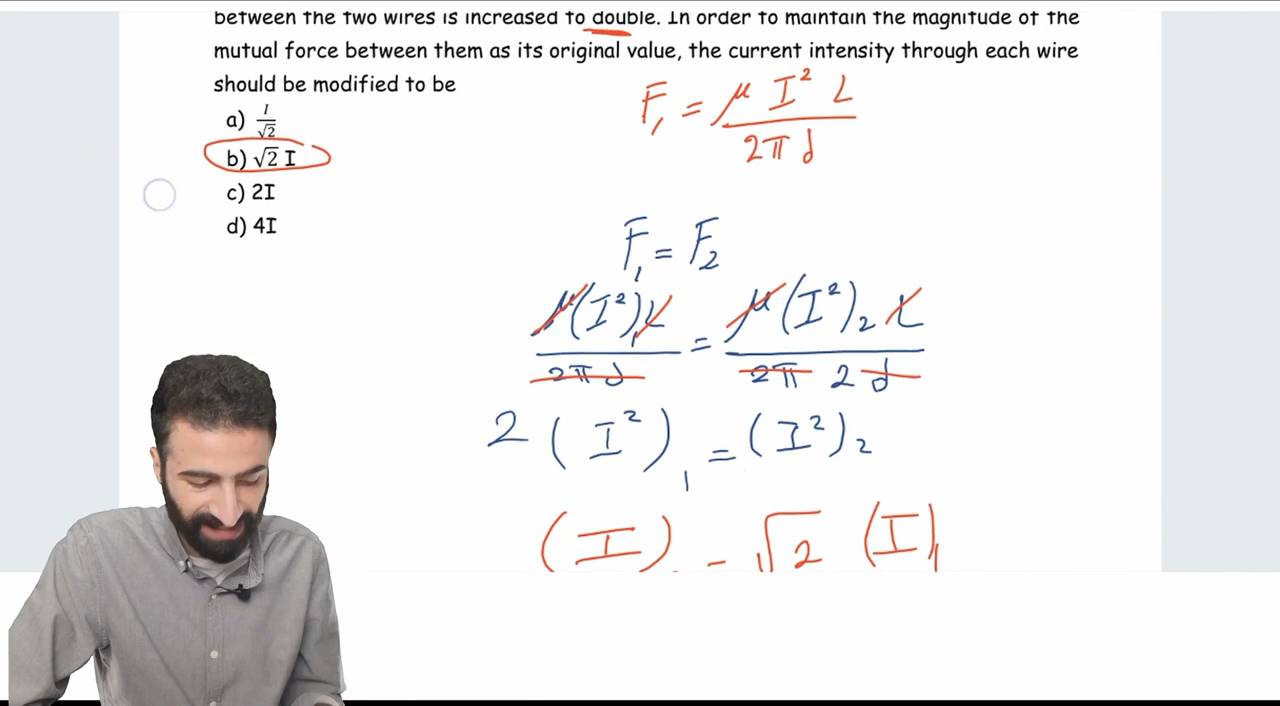 between the two wires is increased to double. In order to maintain the magnitude of the
mutual force between them as its original value, the current intensity through each wire
should be modified to be
a) I/√2
b) √2 I
c) 2I
d) 4I
F₁ = μ I² L / 2π d
F₁ = F₂
μ (I²)₁ L / 2π d = μ (I²)₂ L / 2π 2 d
2 (I²)₁ = (I²)₂
(I) = √2 (I)₁